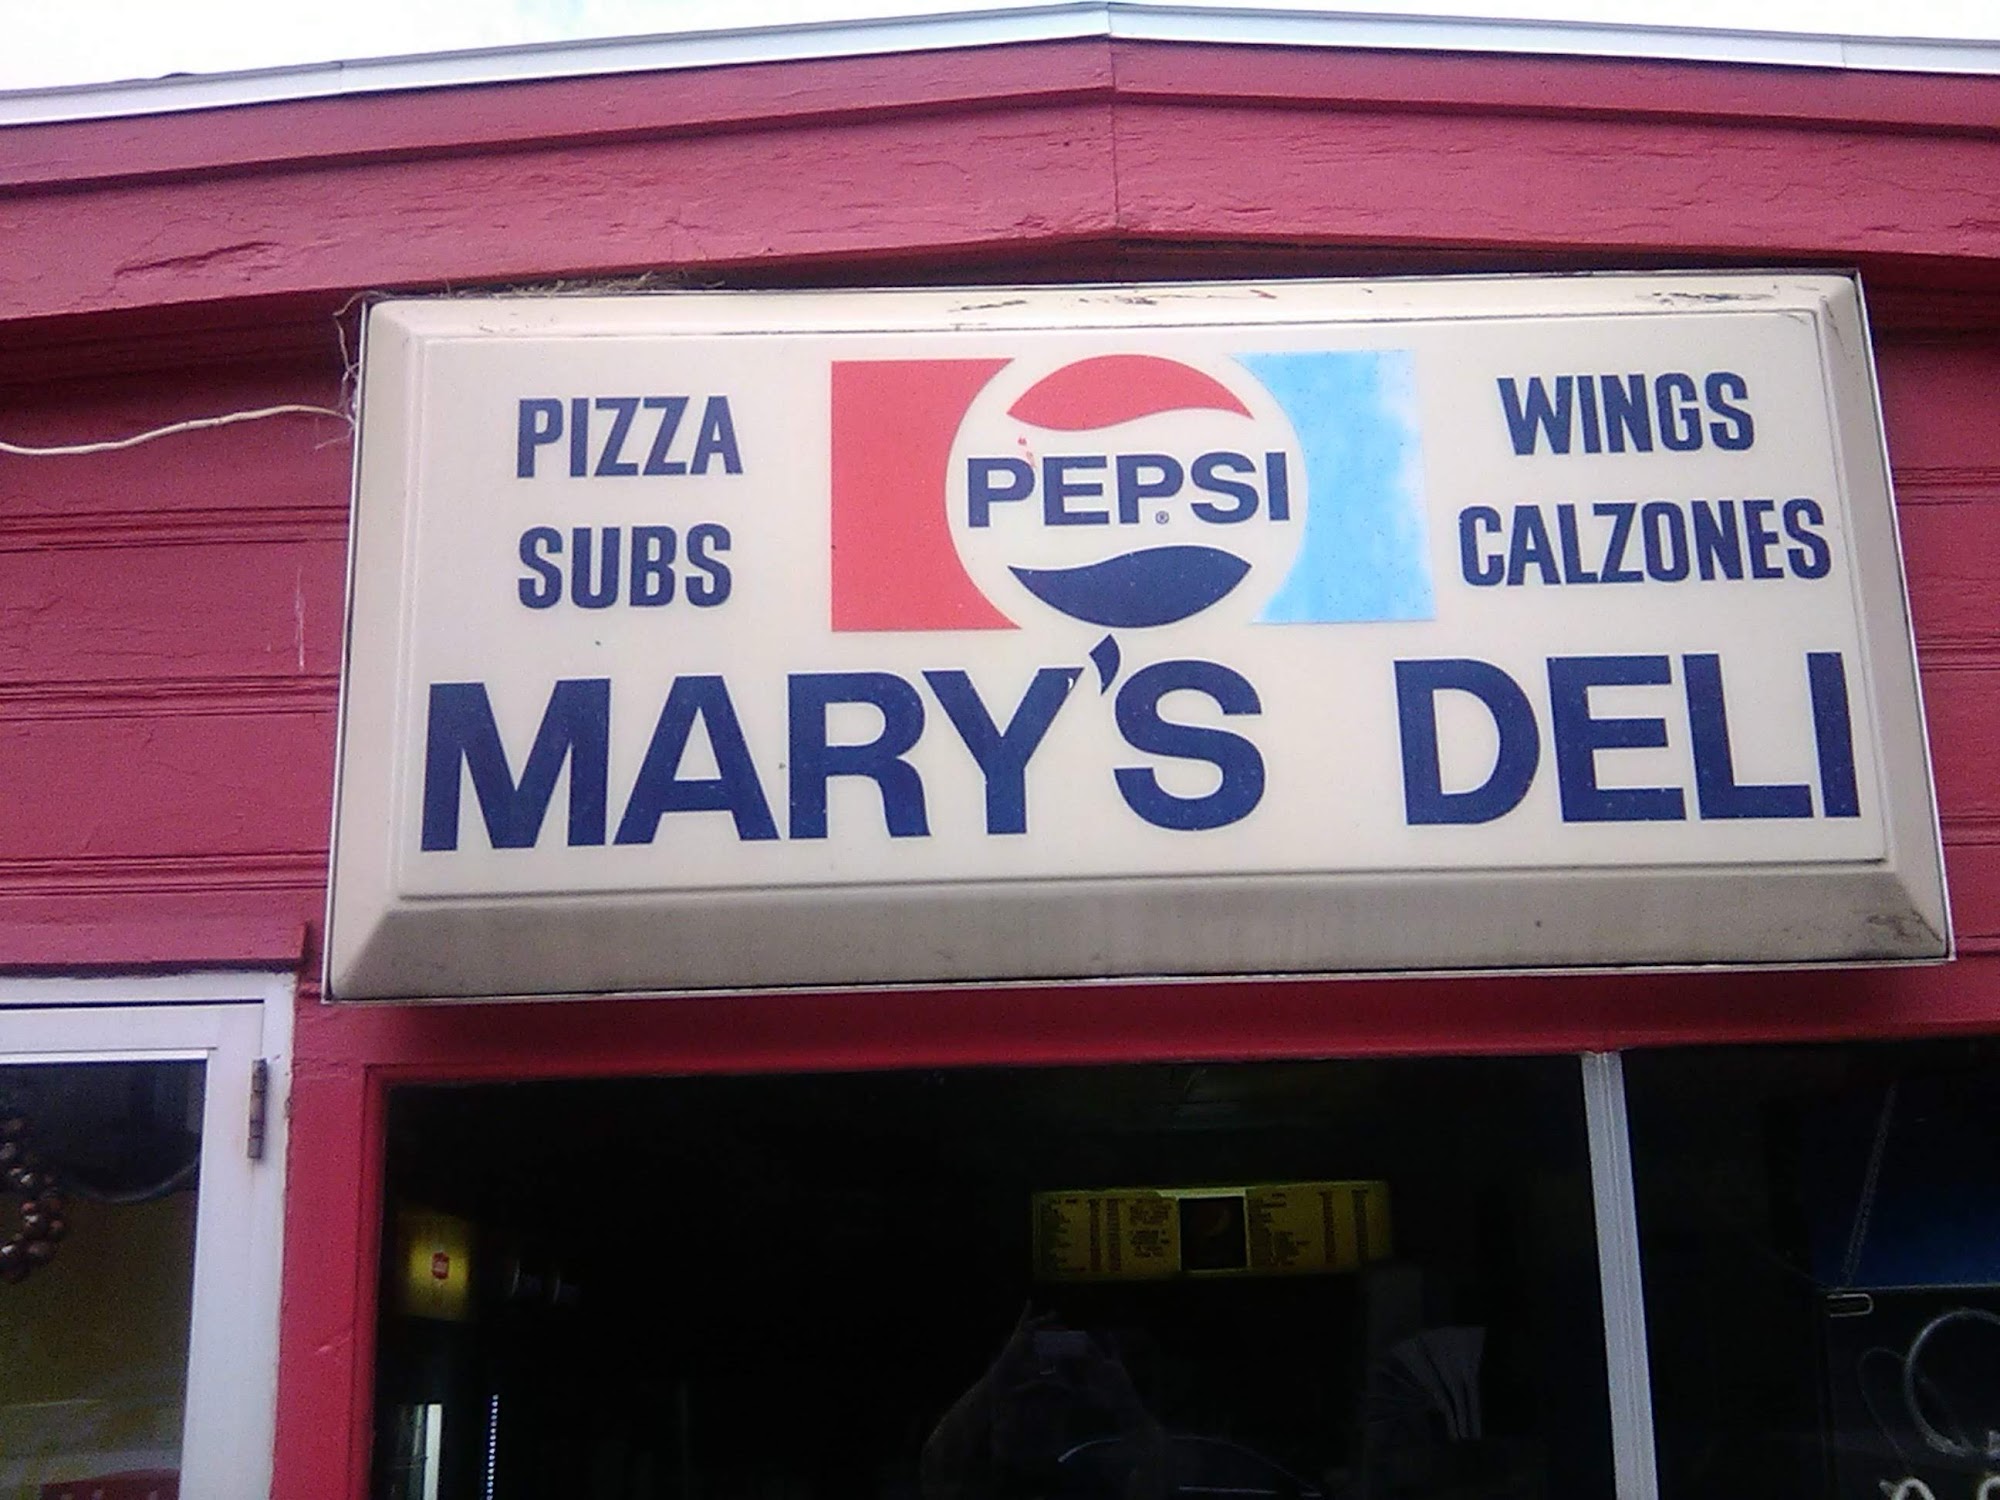 PIZZA
SUBS
PEPSI
®
WINGS
CALZONES
MARY'S DELI